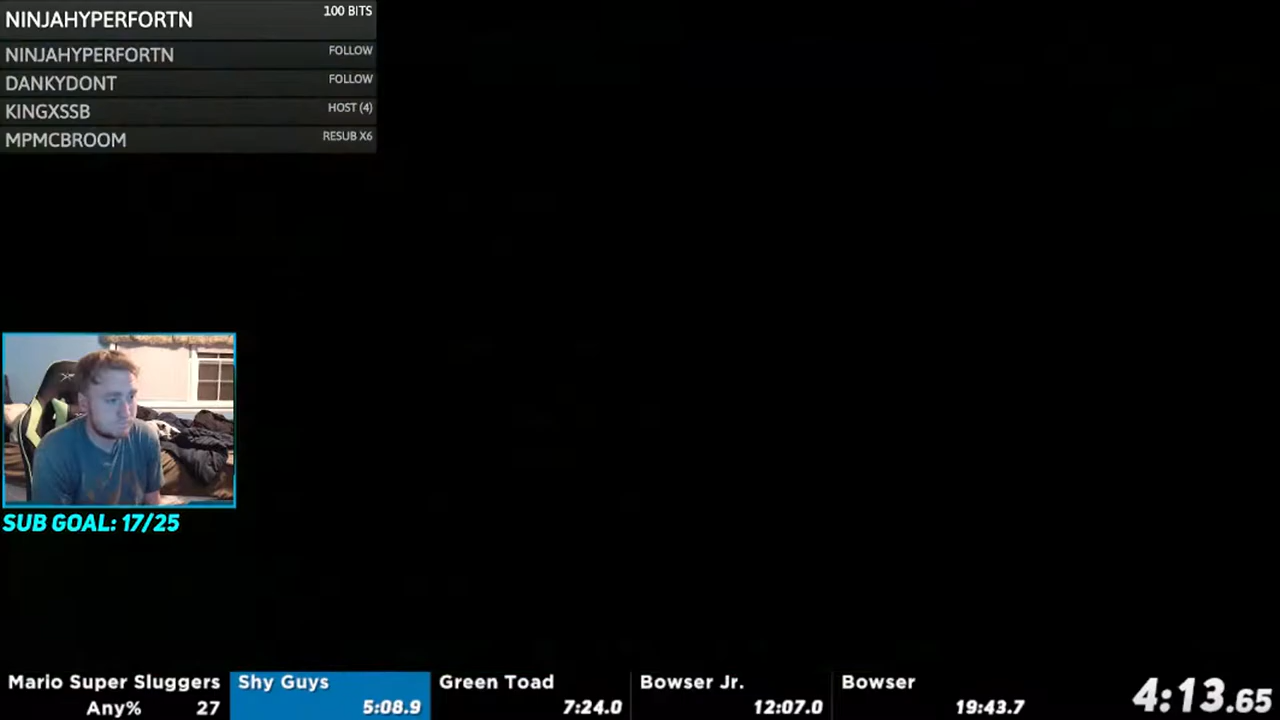 NINJAHYPERFORTN 100 BITS
NINJAHYPERFORTN FOLLOW
DANKYDONT FOLLOW
KINGXSSB HOST (4)
MPMCBROOM RESUB X6
SUB GOAL: 17/25
Mario Super Sluggers Shy Guys Green Toad Bowser Jr. Bowser
Any% 27 5:08.9 7:24.0 12:07.0 19:43.7 4:13.65